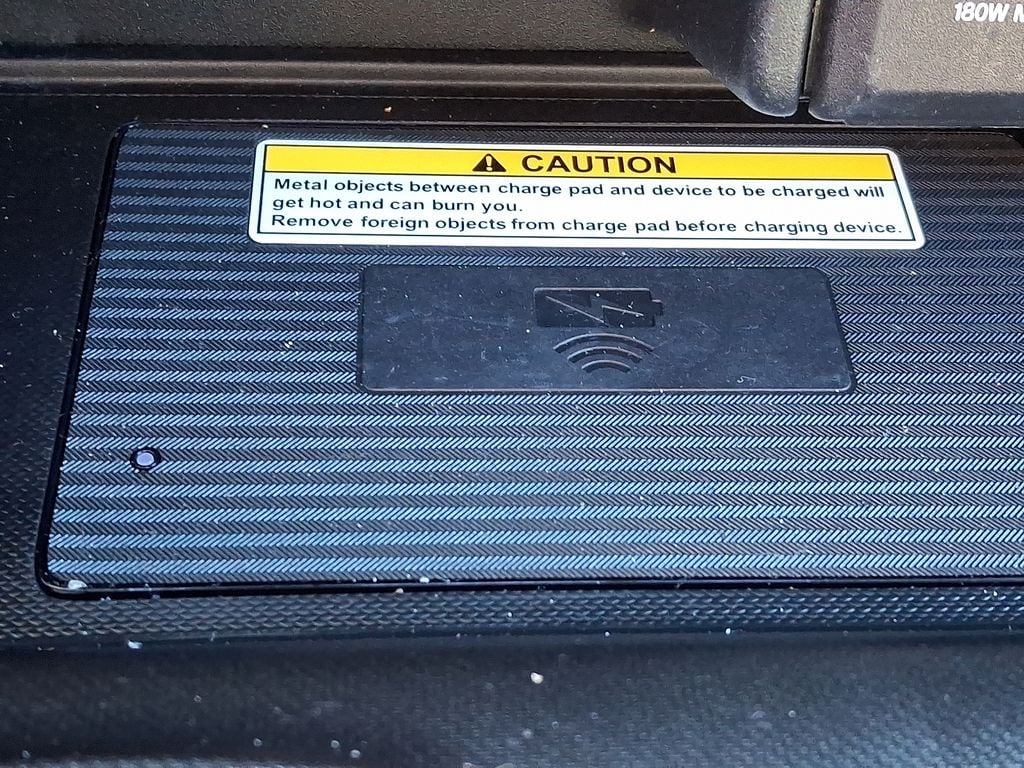 180W
CAUTION
Metal objects between charge pad and device to be charged will
get hot and can burn you.
Remove foreign objects from charge pad before charging device.